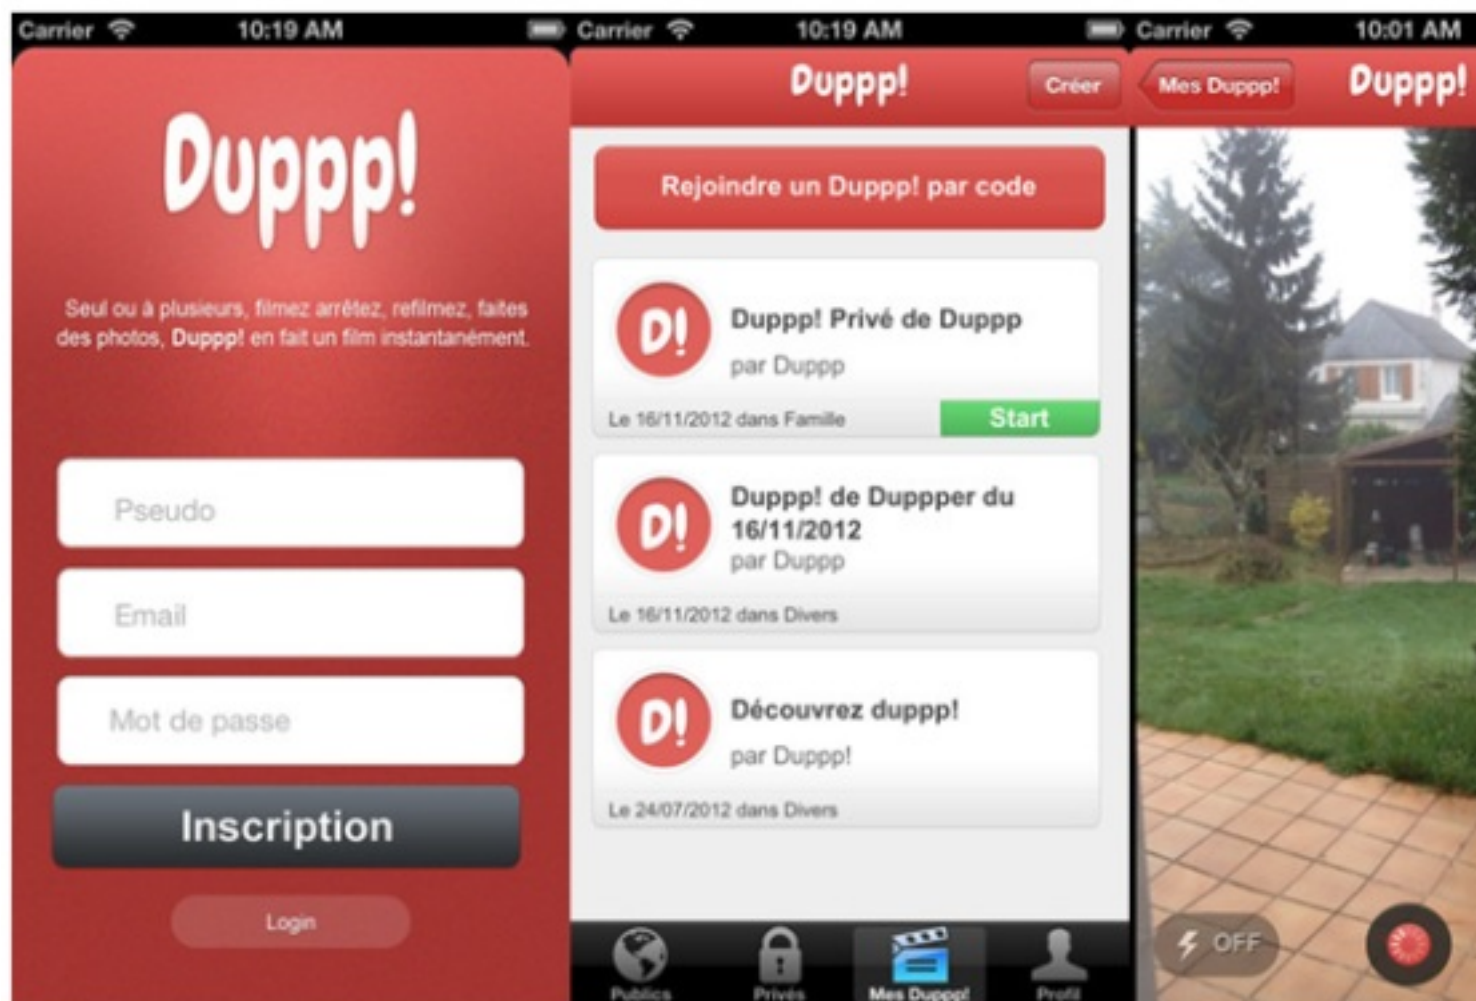 Carrier 10:19 AM
Duppp!
Seul ou à plusieurs, filmez arrêtez, refilmez, faites
des photos, Duppp! en fait un film instantanément.
Pseudo
Email
Mot de passe
Inscription
Login
Carrier 10:19 AM
Duppp! Créer
Rejoindre un Duppp! par code
D!
Duppp! Privé de Duppp
par Duppp
Le 16/11/2012 dans Famille Start
D!
Duppp! de Duppper du
16/11/2012
par Duppp
Le 16/11/2012 dans Divers
D!
Découvrez duppp!
par Duppp!
Le 24/07/2012 dans Divers
Publics Privés Mes Duppp! Profil
Carrier 10:01 AM
Mes Duppp! Duppp!
OFF